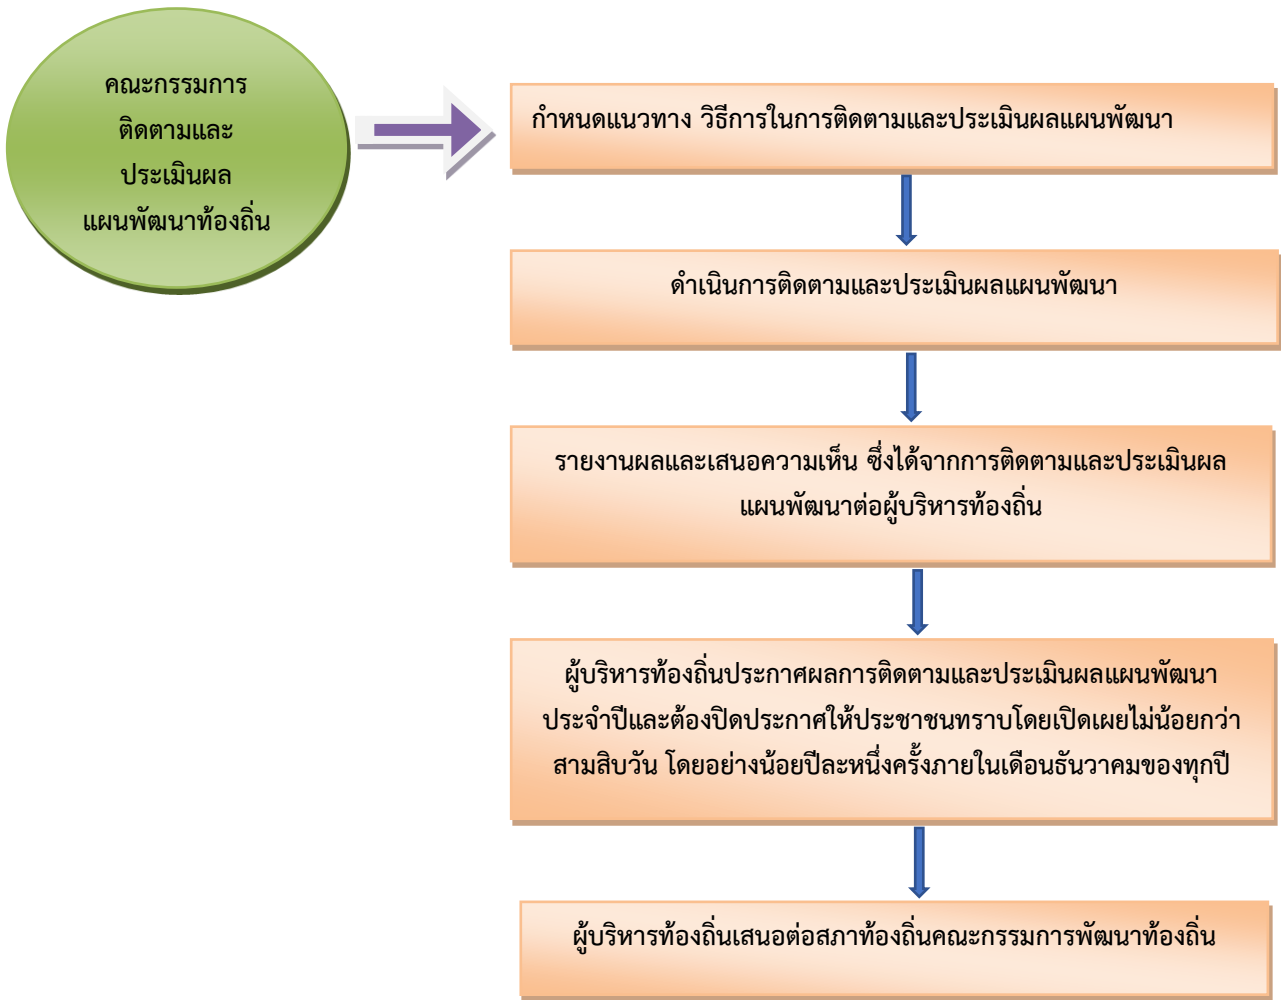 คณะกรรมการ
ติดตามและ
ประเมินผล
แผนพัฒนาท้องถิ่น
กำหนดแนวทาง วิธีการในการติดตามและประเมินผลแผนพัฒนา
ดำเนินการติดตามและประเมินผลแผนพัฒนา
รายงานผลและเสนอความเห็น ซึ่งได้จากการติดตามและประเมินผล
แผนพัฒนาต่อผู้บริหารท้องถิ่น
ผู้บริหารท้องถิ่นประกาศผลการติดตามและประเมินผลแผนพัฒนา
ประจำปีและต้องปิดประกาศให้ประชาชนทราบโดยเปิดเผยไม่น้อยกว่า
สามสิบวัน โดยอย่างน้อยปีละหนึ่งครั้งภายในเดือนธันวาคมของทุกปี
ผู้บริหารท้องถิ่นเสนอต่อสภาท้องถิ่นคณะกรรมการพัฒนาท้องถิ่น